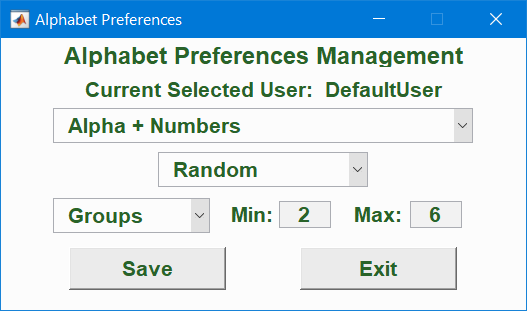 Alphabet Preferences
Alphabet Preferences Management
Current Selected User: DefaultUser
Alpha + Numbers
Random
Groups Min: 2 Max: 6
Save Exit